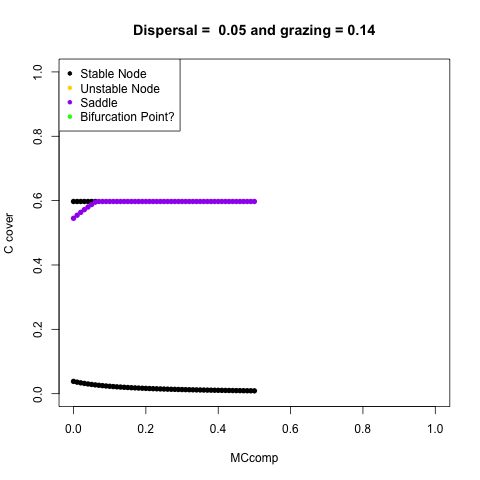 Dispersal =  0.05 and grazing = 0.14
Stable Node
Unstable Node
Saddle
Bifurcation Point?
C cover
1.0
0.8
0.6
0.4
0.2
0.0
0.0 0.2 0.4 0.6 0.8 1.0
MCcomp